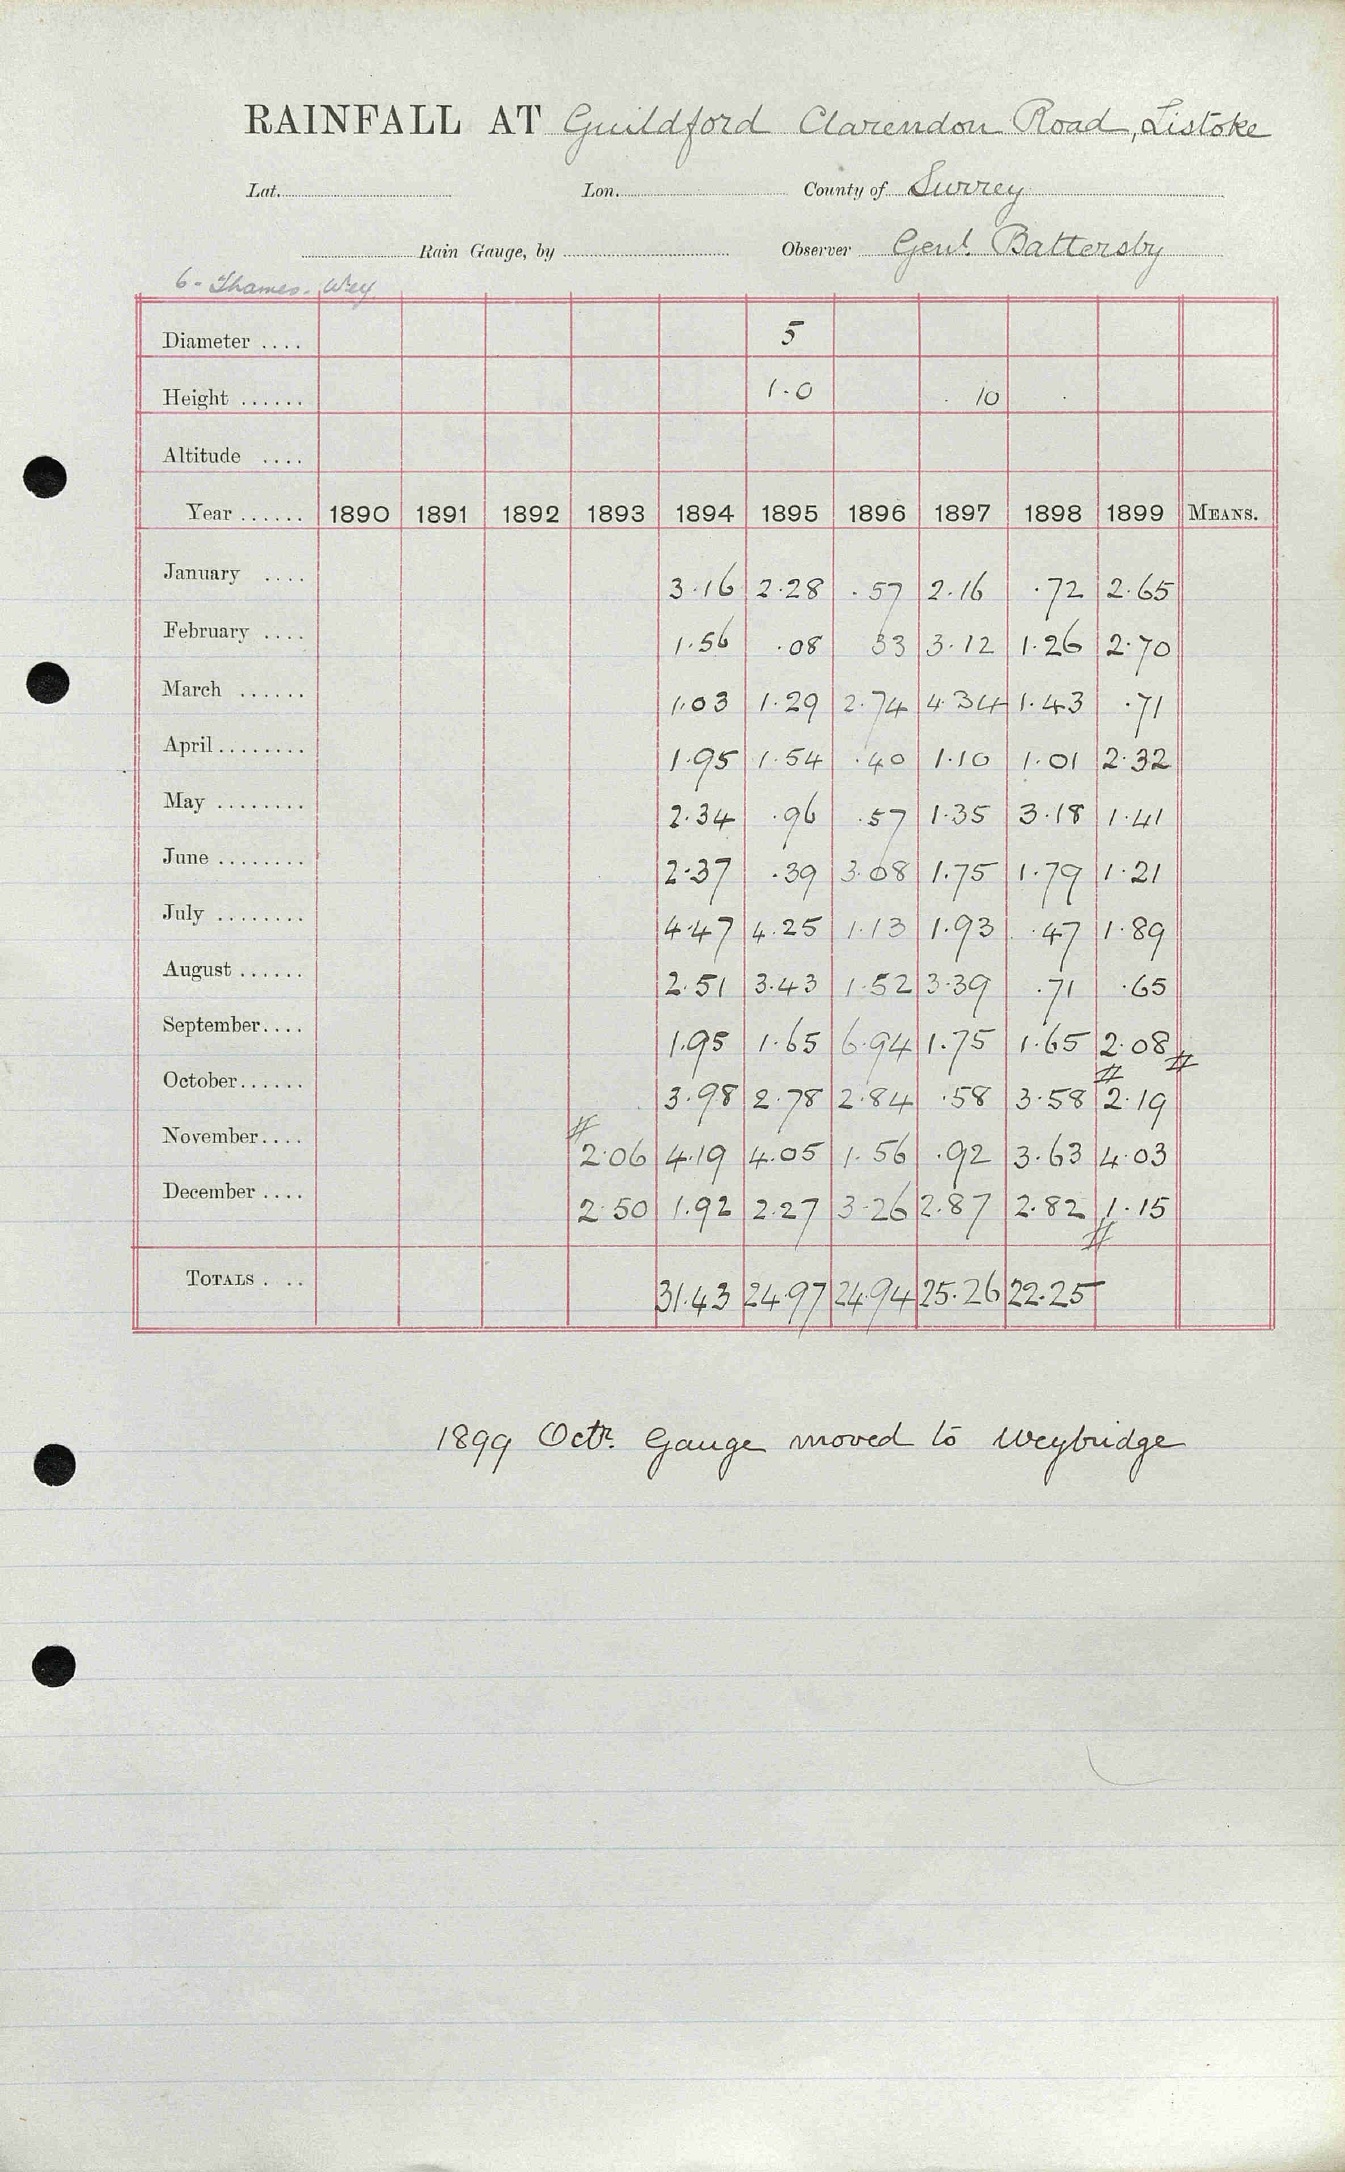 RAINFALL AT Guildford Clarendon Road, Listoke
Lat. Lon. County of Surrey
Rain Gauge, by Observer Genl. Battersby
6 - Thames - Wey
Diameter .... 5
Height ...... 1.0 10
Altitude ....
Year ...... 1890 1891 1892 1893 1894 1895 1896 1897 1898 1899 MEANS.
January .... 3.16 2.28 .57 2.16 .72 2.65
February .... 1.56 .08 33 3.12 1.26 2.70
March ...... 1.03 1.29 2.74 4.34 1.43 .71
April ........ 1.95 1.54 .40 1.10 1.01 2.32
May ........ 2.34 .96 .57 1.35 3.18 1.41
June ........ 2.37 .39 3.08 1.75 1.79 1.21
July ........ 4.47 4.25 1.13 1.93 .47 1.89
August ...... 2.51 3.43 1.52 3.39 .71 .65
September.... 1.95 1.65 6.94 1.75 1.65 2.08 #
October...... 3.98 2.78 2.84 .58 3.58 # 2.19
November.... # 2.06 4.19 4.05 1.56 .92 3.63 4.03
December .... 2.50 1.92 2.27 3.26 2.87 2.82 1.15 #
TOTALS . .. 31.43 24.97 24.94 25.26 22.25
1899 Octr. Gauge moved to Weybridge